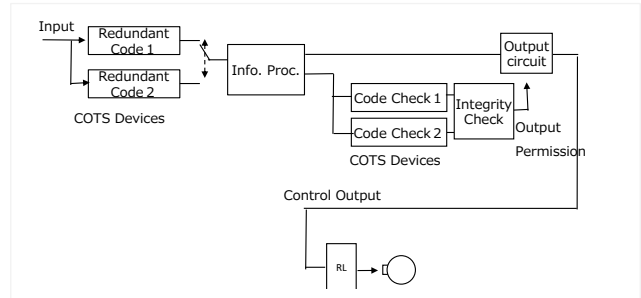 Input
Redundant
Code 1
Redundant
Code 2
COTS Devices
Info. Proc.
Output
circuit
Code Check 1
Code Check 2
COTS Devices
Integrity
Check
Output
Permission
Control Output
RL